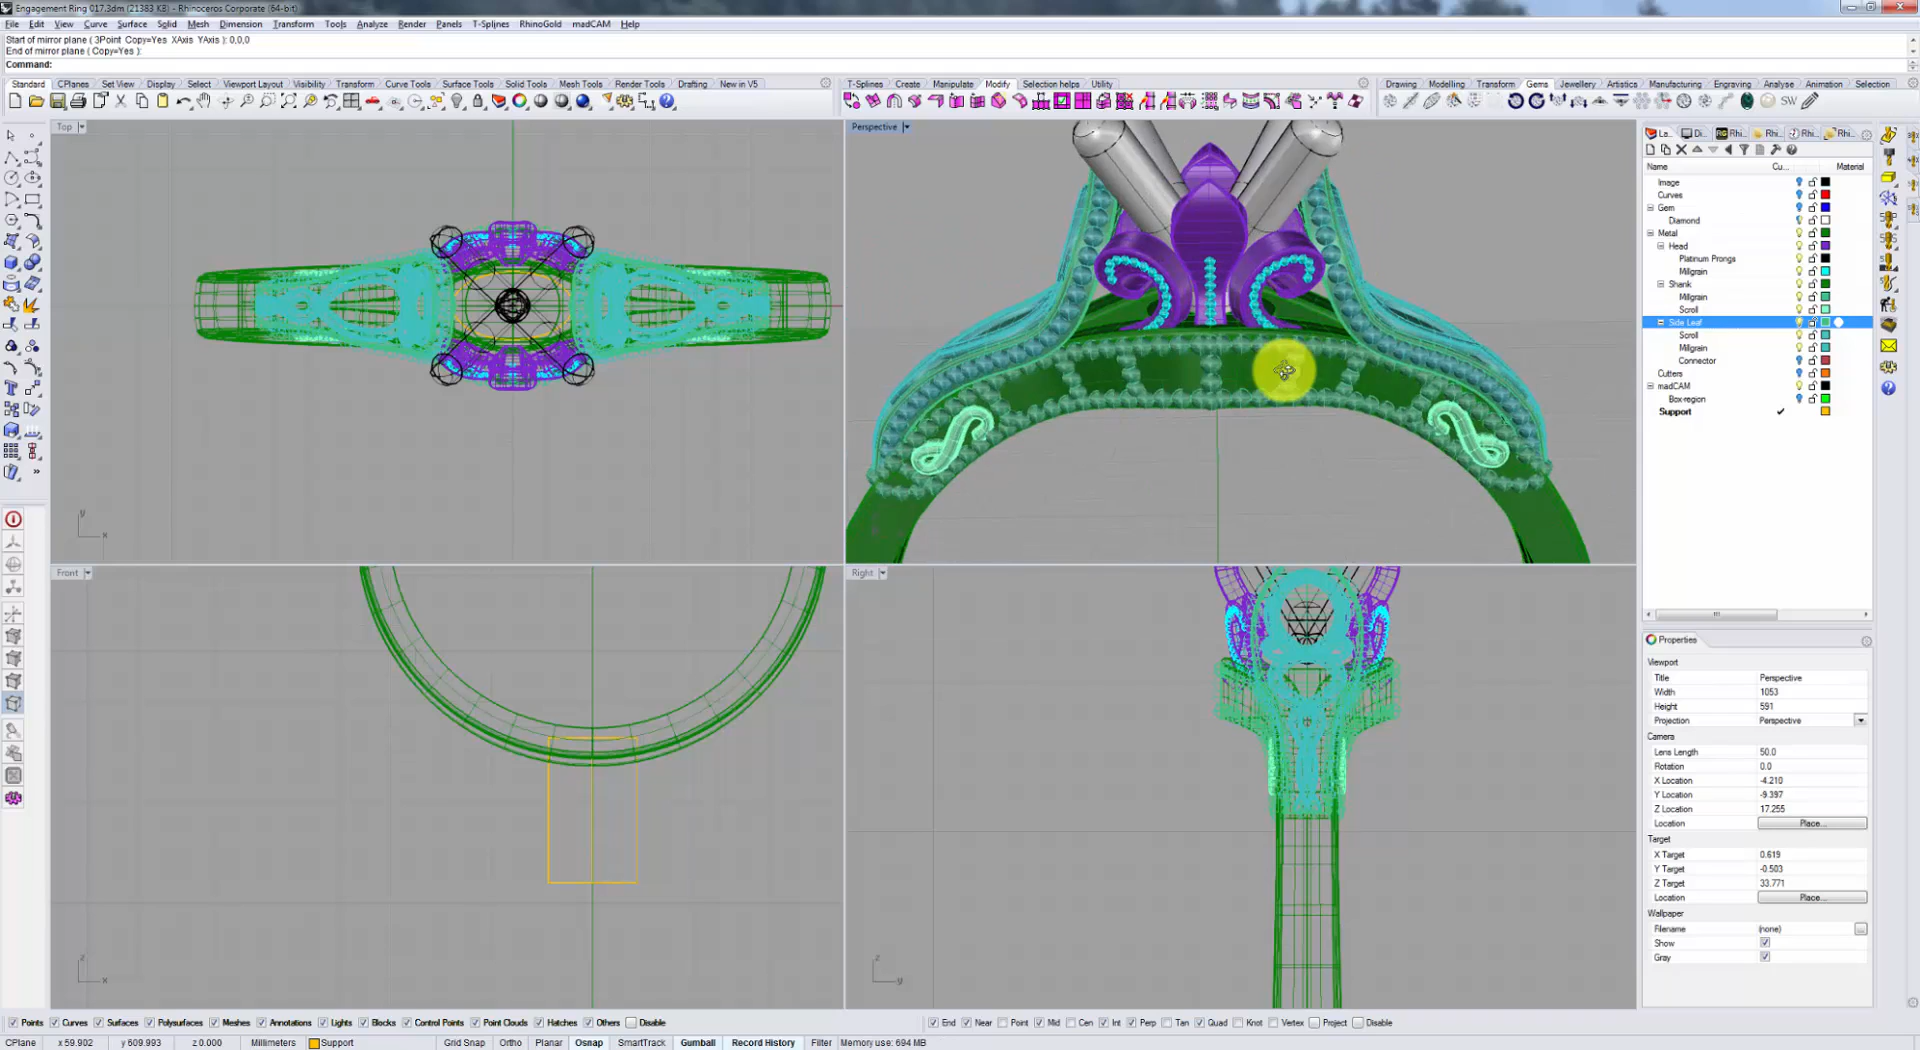 Engagement Ring 017.3dm (21383 KB) - Rhinoceros Corporate (64-bit)
File Edit View Curve Surface Solid Mesh Dimension Transform Tools Analyze Render Panels T-Splines RhinoGold madCAM Help
Start of mirror plane ( 3Point Copy=Yes XAxis YAxis ): 0,0,0
End of mirror plane ( Copy=Yes ):
Command:
Standard CPlanes Set View Display Select Viewport Layout Visibility Transform Curve Tools Surface Tools Solid Tools Mesh Tools Render Tools Drafting New in V5
T-Splines Create Manipulate Modify Selection helps Utility
Drawing Modelling Transform Gems Jewellery Artistics Manufacturing Engraving Analyse Animation Selection
SW
Top
Perspective
La... Di... Rhi... Rhi... Rhi... Rhi...
Name Cu... Material
Image
Curves
Gem
Diamond
Metal
Head
Platinum Prongs
Millgrain
Shank
Millgrain
Scroll
Side Leaf
Scroll
Millgrain
Connector
Cutters
madCAM
Box-region
Support
y
x
Front
Right
z
x
z
y
Properties
Viewport
Title Perspective
Width 1053
Height 591
Projection Perspective
Camera
Lens Length 50.0
Rotation 0.0
X Location -4.210
Y Location -9.397
Z Location 17.255
Location Place...
Target
X Target 0.619
Y Target -0.503
Z Target 33.771
Location Place...
Wallpaper
Filename (none)
Show
Gray
Points Curves Surfaces Polysurfaces Meshes Annotations Lights Blocks Control Points Point Clouds Hatches Others Disable
End Near Point Mid Cen Int Perp Tan Quad Knot Vertex Project Disable
CPlane x 59.902 y 609.993 z 0.000 Millimeters Support Grid Snap Ortho Planar Osnap SmartTrack Gumball Record History Filter Memory use: 694 MB